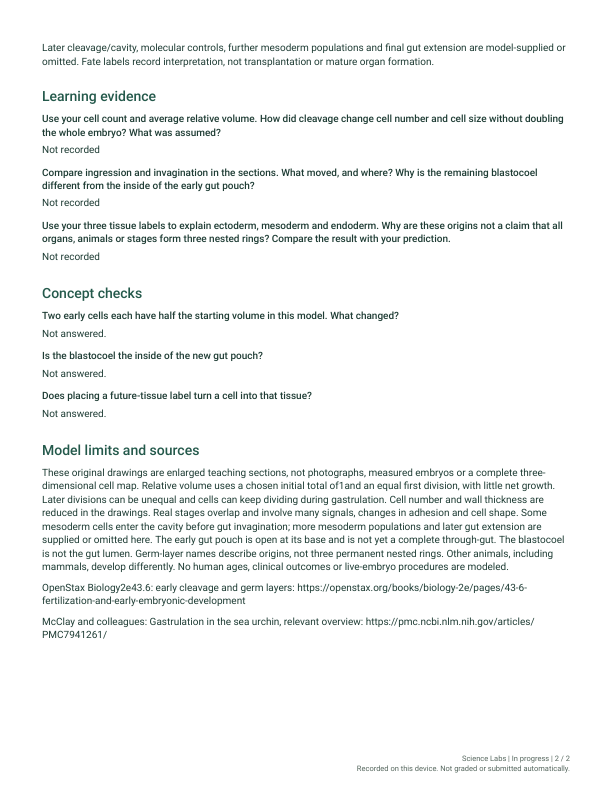 Later cleavage/cavity, molecular controls, further mesoderm populations and final gut extension are model-supplied or
omitted. Fate labels record interpretation, not transplantation or mature organ formation.
Learning evidence
Use your cell count and average relative volume. How did cleavage change cell number and cell size without doubling
the whole embryo? What was assumed?
Not recorded
Compare ingression and invagination in the sections. What moved, and where? Why is the remaining blastocoel
different from the inside of the early gut pouch?
Not recorded
Use your three tissue labels to explain ectoderm, mesoderm and endoderm. Why are these origins not a claim that all
organs, animals or stages form three nested rings? Compare the result with your prediction.
Not recorded
Concept checks
Two early cells each have half the starting volume in this model. What changed?
Not answered.
Is the blastocoel the inside of the new gut pouch?
Not answered.
Does placing a future-tissue label turn a cell into that tissue?
Not answered.
Model limits and sources
These original drawings are enlarged teaching sections, not photographs, measured embryos or a complete three-
dimensional cell map. Relative volume uses a chosen initial total of1and an equal first division, with little net growth.
Later divisions can be unequal and cells can keep dividing during gastrulation. Cell number and wall thickness are
reduced in the drawings. Real stages overlap and involve many signals, changes in adhesion and cell shape. Some
mesoderm cells enter the cavity before gut invagination; more mesoderm populations and later gut extension are
supplied or omitted here. The early gut pouch is open at its base and is not yet a complete through-gut. The blastocoel
is not the gut lumen. Germ-layer names describe origins, not three permanent nested rings. Other animals, including
mammals, develop differently. No human ages, clinical outcomes or live-embryo procedures are modeled.
OpenStax Biology2e43.6: early cleavage and germ layers: https://openstax.org/books/biology-2e/pages/43-6-
fertilization-and-early-embryonic-development
McClay and colleagues: Gastrulation in the sea urchin, relevant overview: https://pmc.ncbi.nlm.nih.gov/articles/
PMC7941261/
Science Labs | In progress | 2 / 2
Recorded on this device. Not graded or submitted automatically.